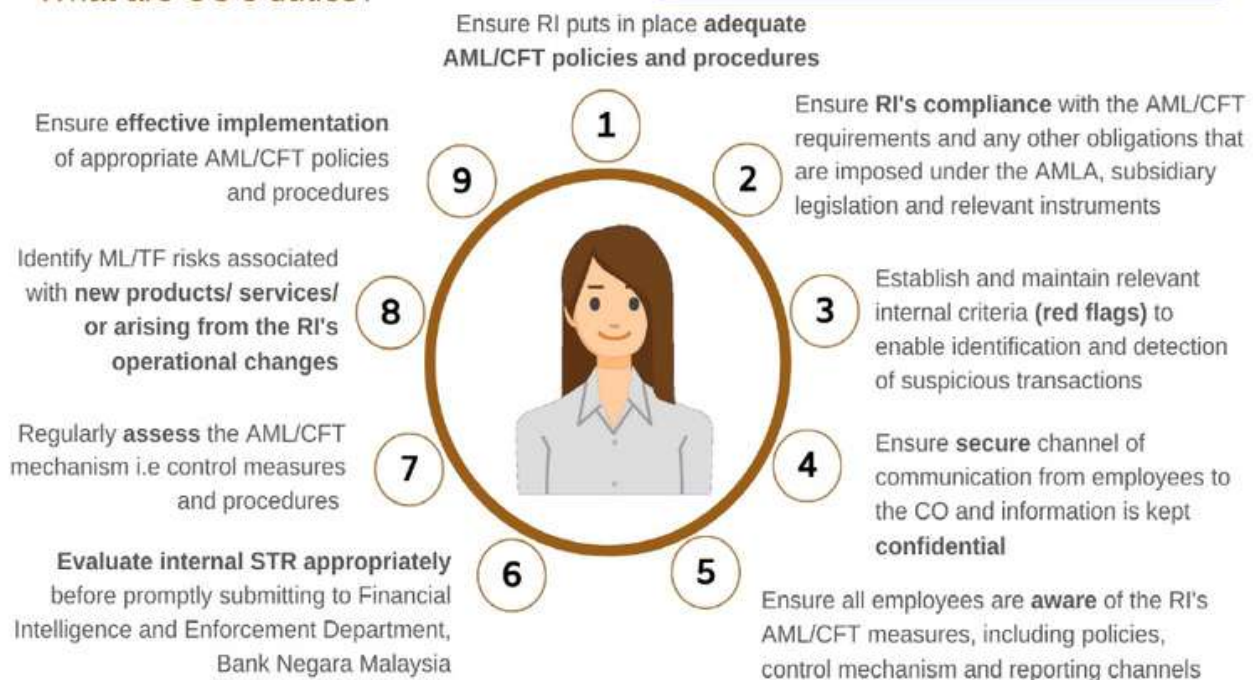 Ensure RI puts in place adequate
AML/CFT policies and procedures
1
Ensure RI's compliance with the AML/CFT
requirements and any other obligations that
are imposed under the AMLA, subsidiary
legislation and relevant instruments
2
Establish and maintain relevant
internal criteria (red flags) to
enable identification and detection
of suspicious transactions
3
Ensure secure channel of
communication from employees to
the CO and information is kept
confidential
4
Ensure all employees are aware of the RI's
AML/CFT measures, including policies,
control mechanism and reporting channels
5
Evaluate internal STR appropriately
before promptly submitting to Financial
Intelligence and Enforcement Department,
Bank Negara Malaysia
6
Regularly assess the AML/CFT
mechanism i.e control measures
and procedures
7
Identify ML/TF risks associated
with new products/ services/
or arising from the RI's
operational changes
8
Ensure effective implementation
of appropriate AML/CFT policies
and procedures
9